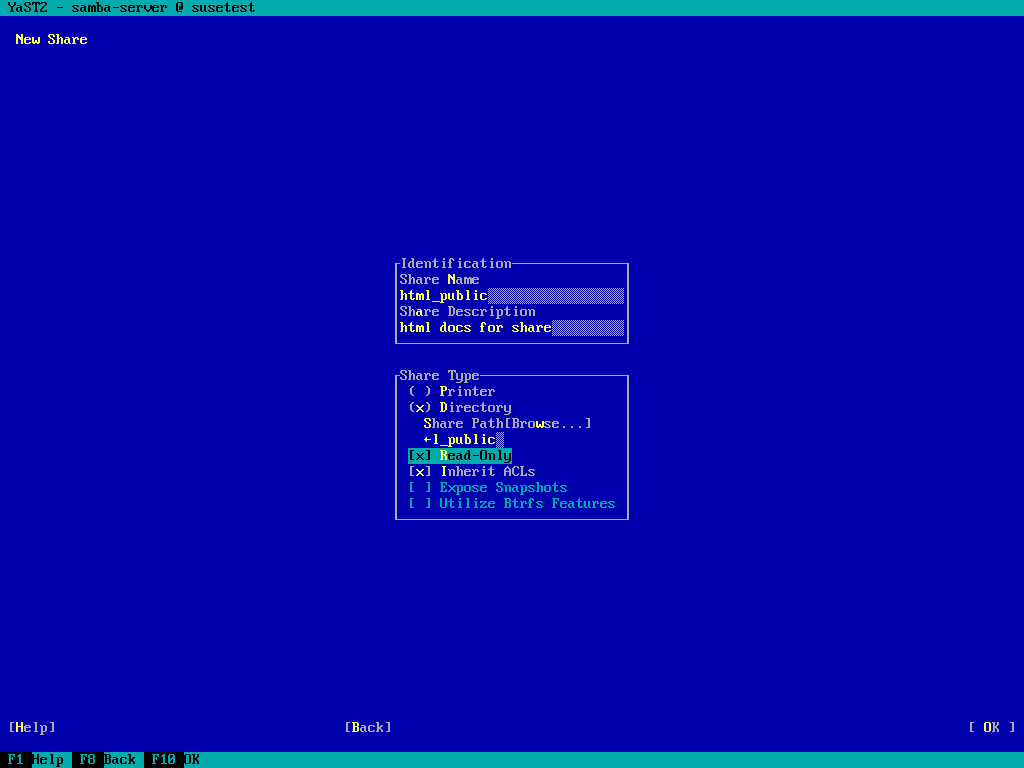 YaST2 - samba-server @ susetest
New Share
Identification
Share Name
html_public
Share Description
html docs for share
Share Type
( ) Printer
(x) Directory
Share Path[Browse...]
←l_public
[x] Read-Only
[x] Inherit ACLs
[ ] Expose Snapshots
[ ] Utilize Btrfs Features
[Help] [Back] [ OK ]
F1 Help F8 Back F10 OK